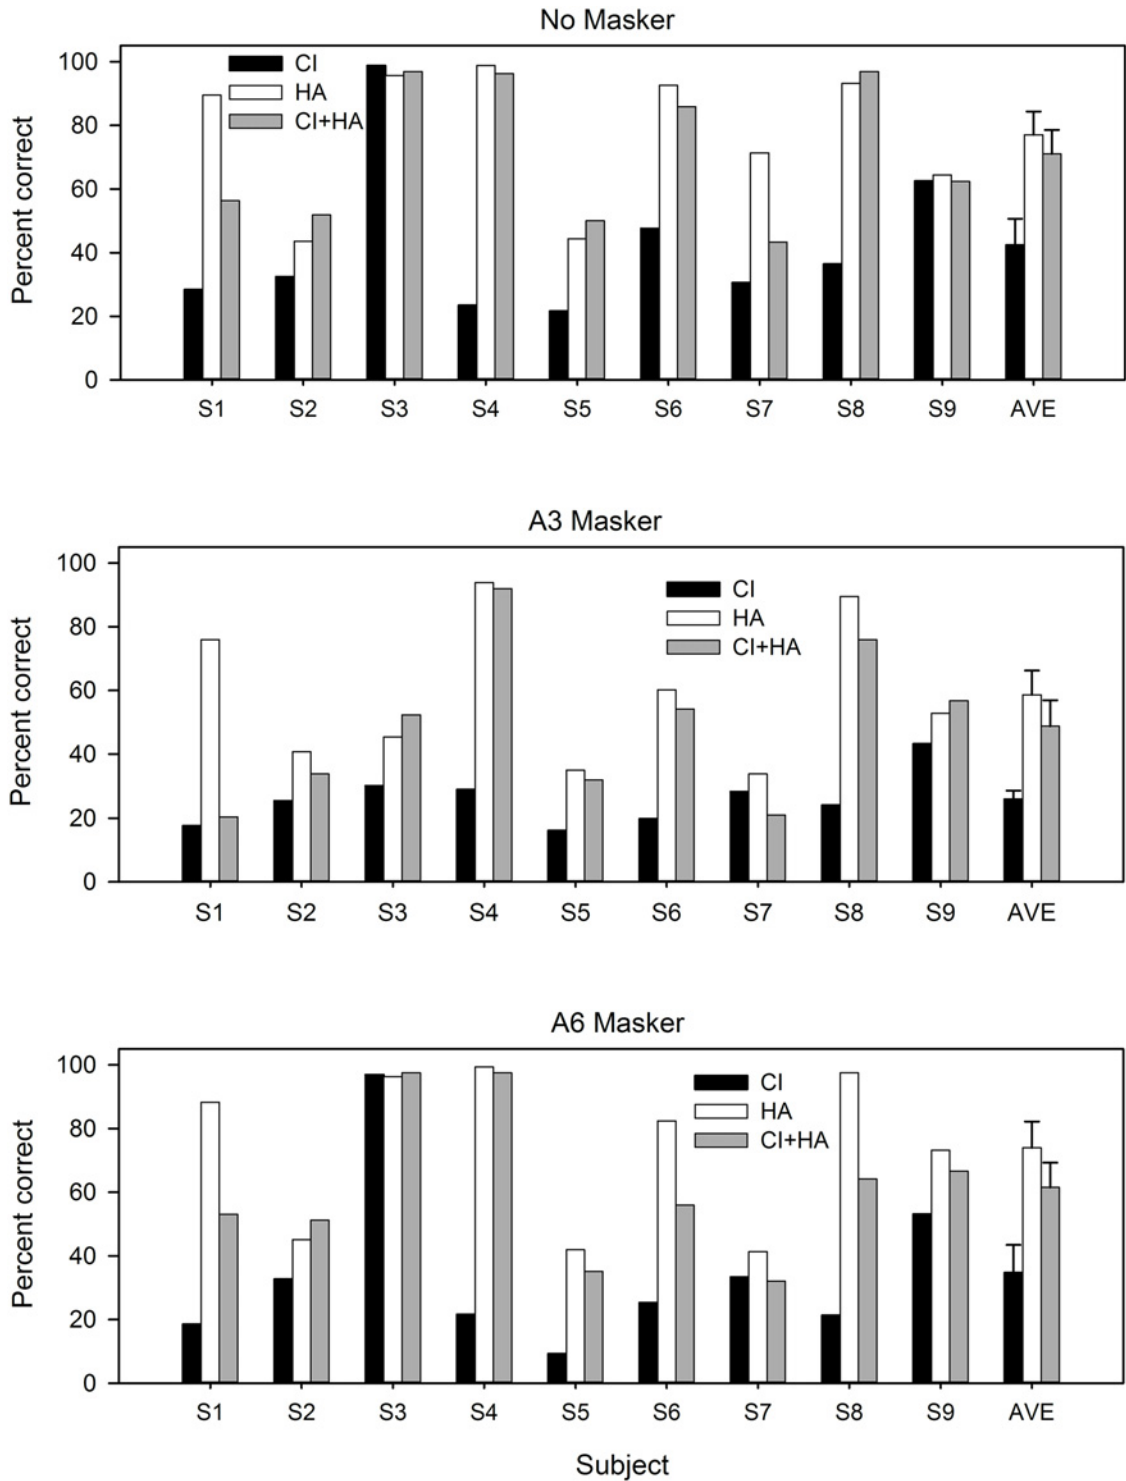 No Masker
Percent correct
100
80
60
40
20
0
CI
HA
CI+HA
S1 S2 S3 S4 S5 S6 S7 S8 S9 AVE
A3 Masker
Percent correct
100
80
60
40
20
0
CI
HA
CI+HA
S1 S2 S3 S4 S5 S6 S7 S8 S9 AVE
A6 Masker
Percent correct
100
80
60
40
20
0
CI
HA
CI+HA
S1 S2 S3 S4 S5 S6 S7 S8 S9 AVE
Subject